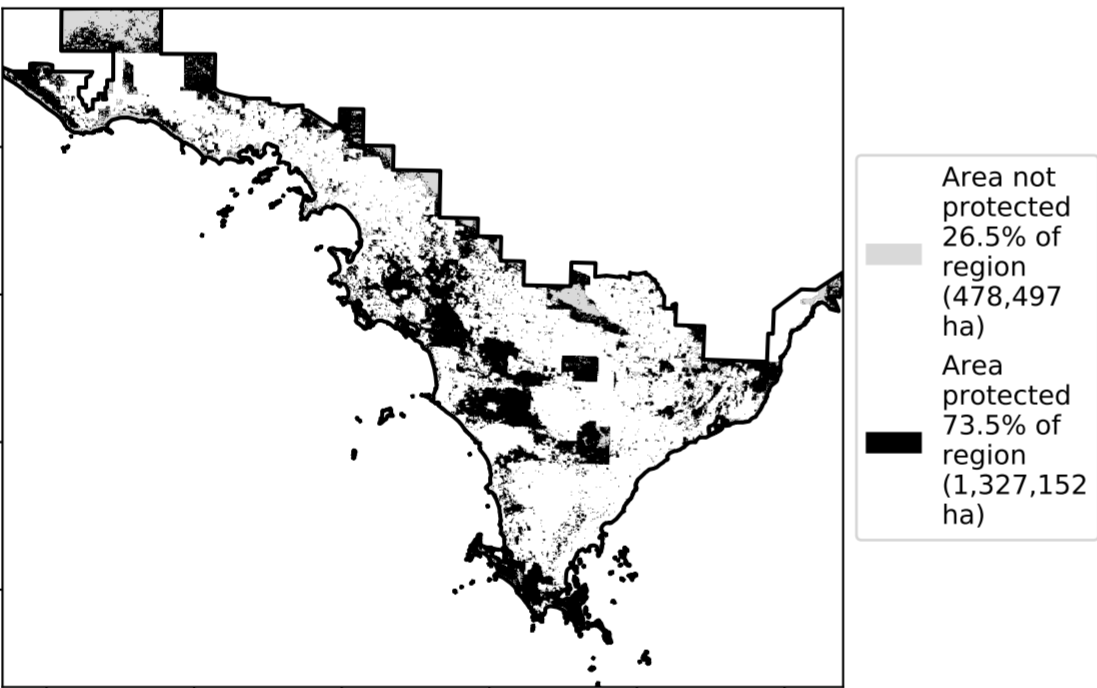 Area not
protected
26.5% of
region
(478,497
ha)
Area
protected
73.5% of
region
(1,327,152
ha)